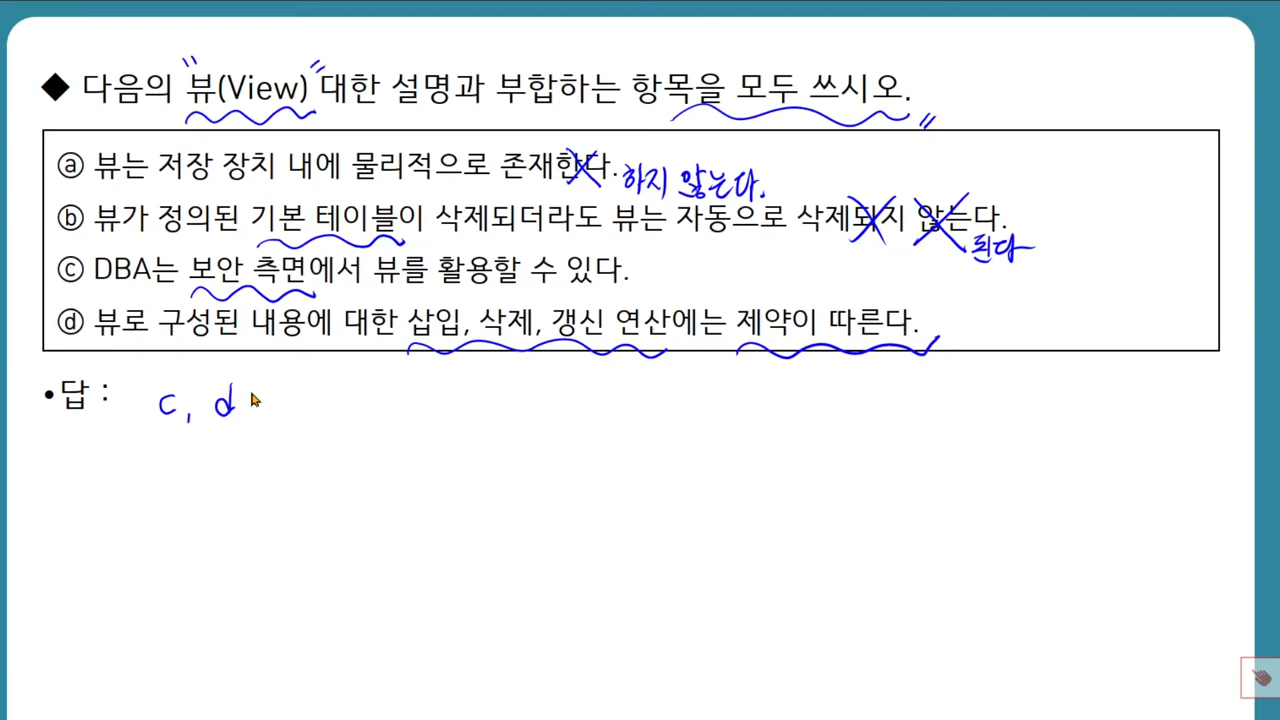 ◆ 다음의 "뷰(View)" 대한 설명과 부합하는 항목을 모두 쓰시오.
ⓐ 뷰는 저장 장치 내에 물리적으로 존재한다. 하지 않는다.
ⓑ 뷰가 정의된 기본 테이블이 삭제되더라도 뷰는 자동으로 삭제되지 않는다.
된다
ⓒ DBA는 보안 측면에서 뷰를 활용할 수 있다.
ⓓ 뷰로 구성된 내용에 대한 삽입, 삭제, 갱신 연산에는 제약이 따른다.
•답 : c, d